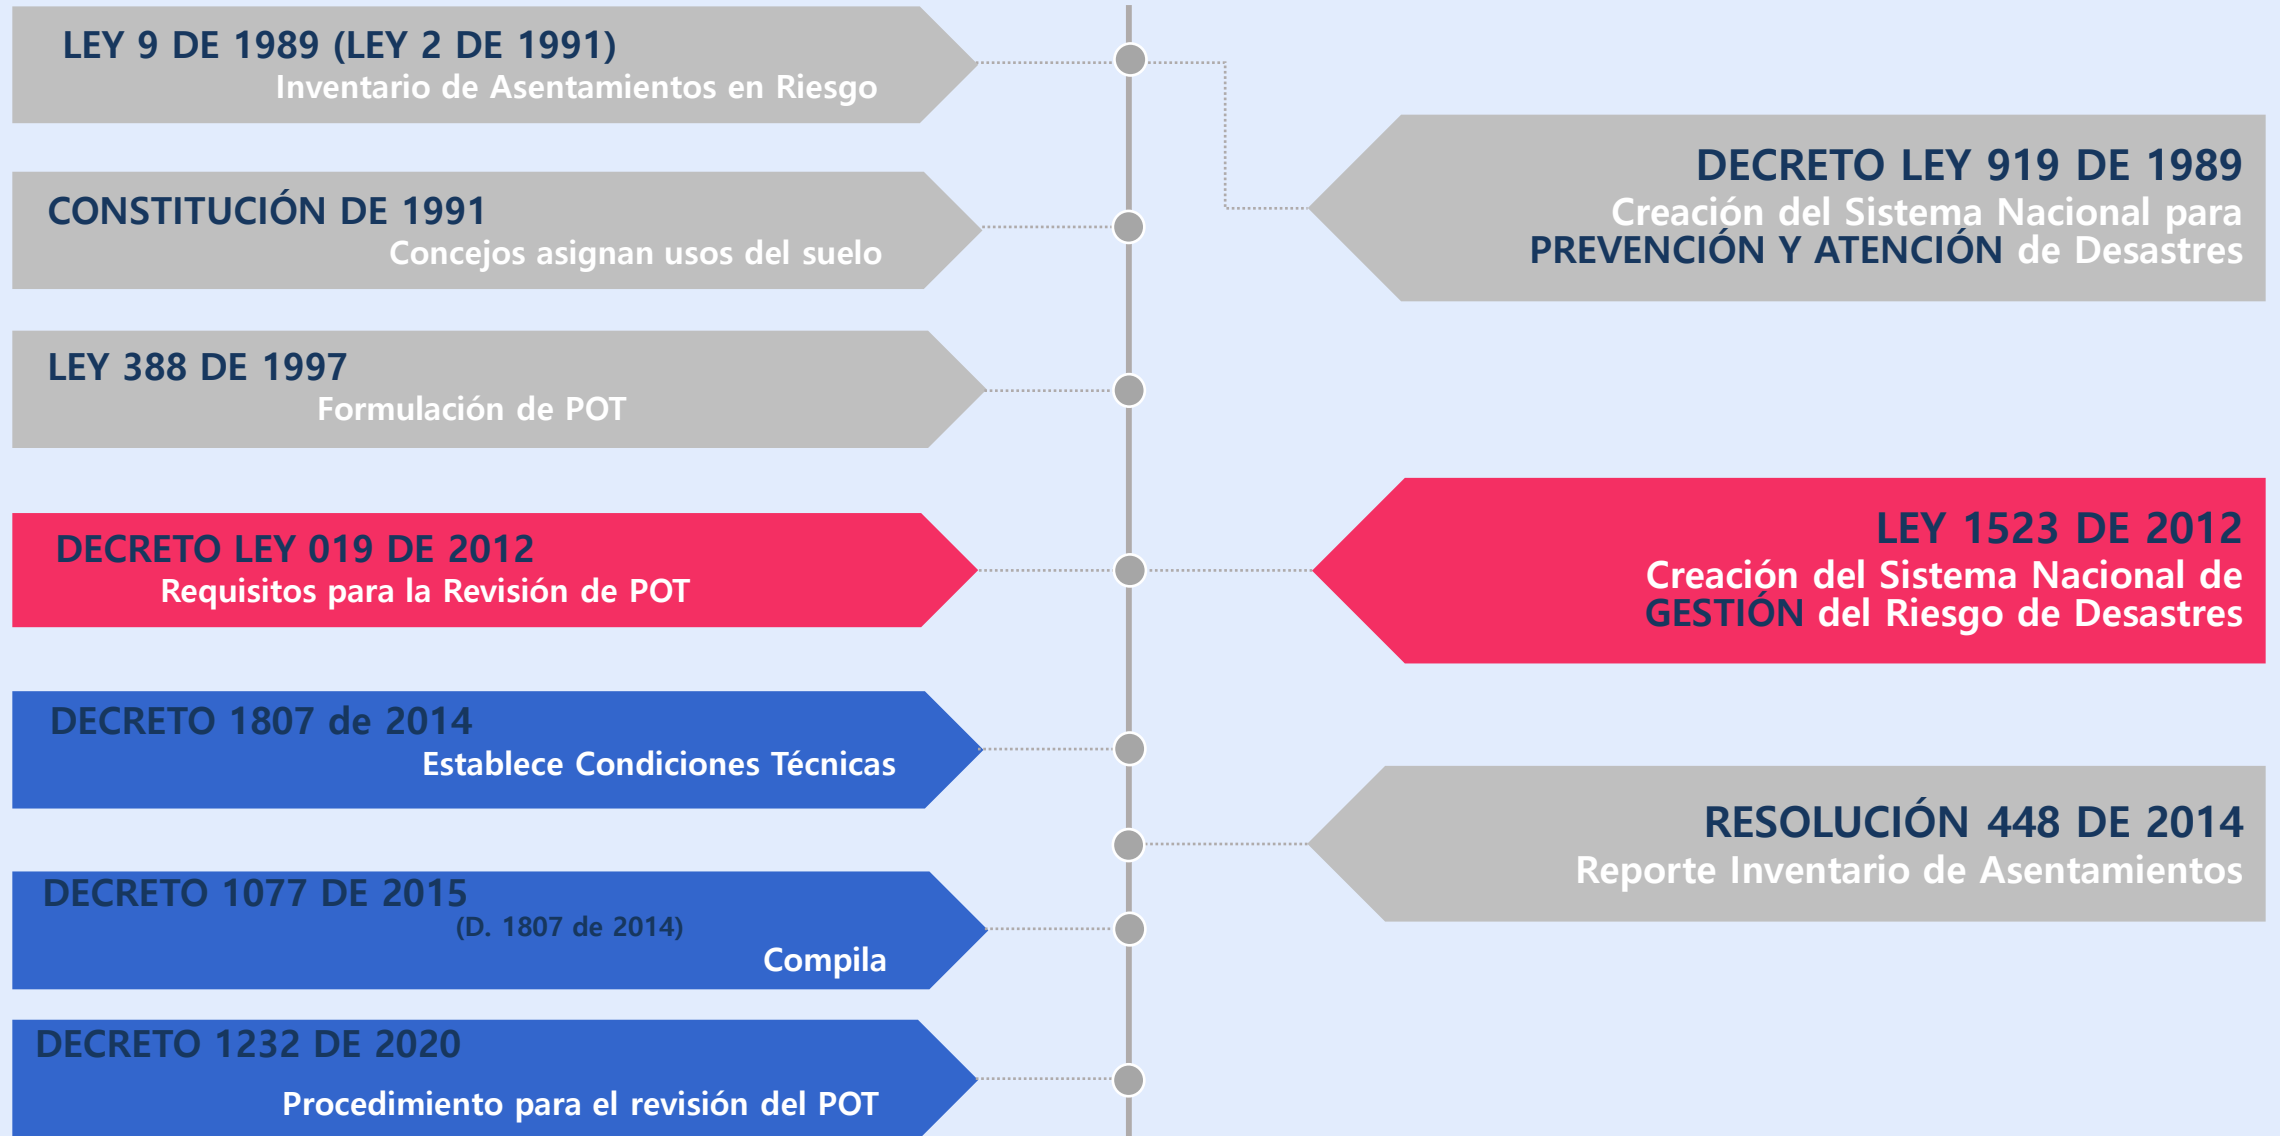 LEY 9 DE 1989 (LEY 2 DE 1991)
Inventario de Asentamientos en Riesgo
DECRETO LEY 919 DE 1989
Creación del Sistema Nacional para
PREVENCIÓN Y ATENCIÓN de Desastres
CONSTITUCIÓN DE 1991
Concejos asignan usos del suelo
LEY 388 DE 1997
Formulación de POT
DECRETO LEY 019 DE 2012
Requisitos para la Revisión de POT
LEY 1523 DE 2012
Creación del Sistema Nacional de
GESTIÓN del Riesgo de Desastres
DECRETO 1807 de 2014
Establece Condiciones Técnicas
RESOLUCIÓN 448 DE 2014
Reporte Inventario de Asentamientos
DECRETO 1077 DE 2015
(D. 1807 de 2014)
Compila
DECRETO 1232 DE 2020
Procedimiento para el revisión del POT